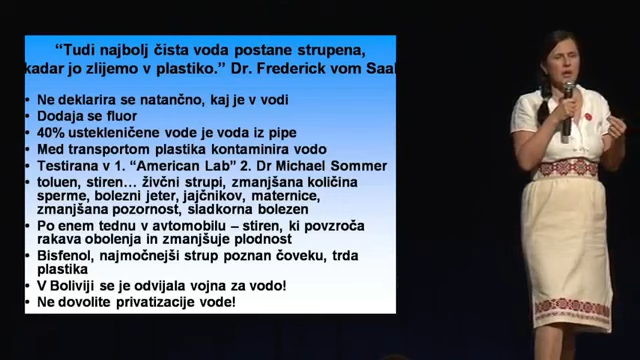 “Tudi najbolj čista voda postane strupena,
kadar jo zlijemo v plastiko.” Dr. Frederick vom Saal
• Ne deklarira se natančno, kaj je v vodi
• Dodaja se fluor
• 40% ustekleničene vode je voda iz pipe
• Med transportom plastika kontaminira vodo
• Testirana v 1. “American Lab” 2. Dr Michael Sommer
• toluen, stiren… živčni strupi, zmanjšana količina
sperme, bolezni jeter, jajčnikov, maternice,
zmanjšana pozornost, sladkorna bolezen
• Po enem tednu v avtomobilu – stiren, ki povzroča
rakava obolenja in zmanjšuje plodnost
• Bisfenol, najmočnejši strup poznan čoveku, trda
plastika
• V Boliviji se je odvijala vojna za vodo!
• Ne dovolite privatizacije vode!